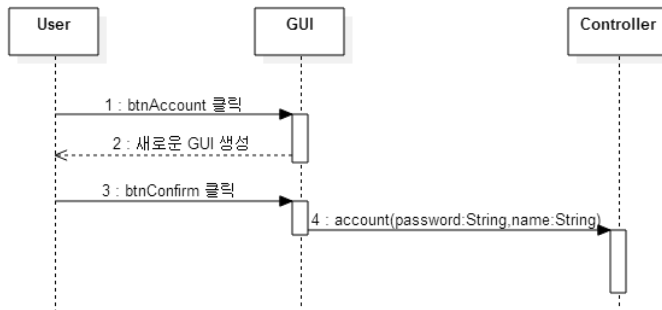 User
GUI
Controller
1 : btnAccount 클릭
2 : 새로운 GUI 생성
3 : btnConfirm 클릭
4 : account(password:String,name:String)